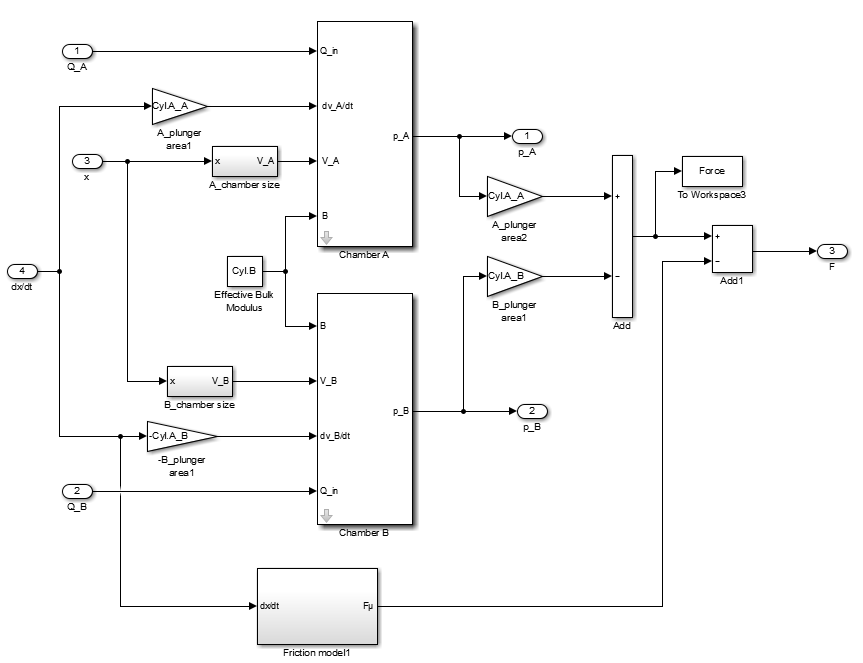 1
Q_A
Q_in
Cyl.A_A
A_plunger
area1
dv_A/dt
3
x
x
V_A
A_chamber size
V_A
p_A
1
p_A
B
Chamber A
Cyl.A_A
A_plunger
area2
+
Force
To Workspace3
4
dx/dt
Cyl.B
Effective Bulk
Modulus
Cyl.A_B
B_plunger
area1
−
Add
+
−
Add1
3
F
B
x
V_B
B_chamber size
V_B
p_B
2
p_B
-Cyl.A_B
-B_plunger
area1
dv_B/dt
2
Q_B
Q_in
Chamber B
dx/dt
Fμ
Friction model1